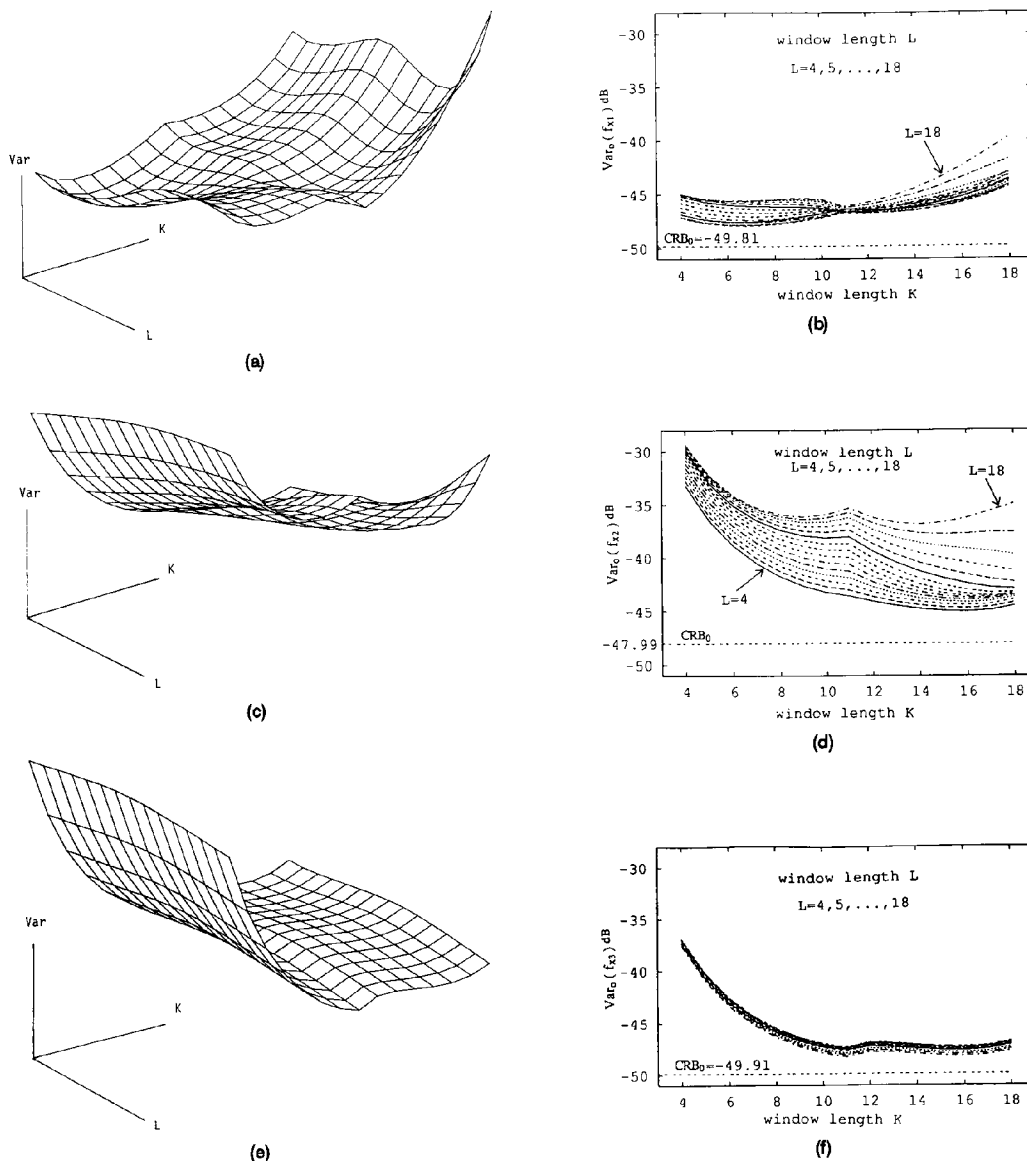 Var
K
L
(a)
-30
-35
-40
-45
-50
Var₀(f_X1) dB
window length L
L=4,5,...,18
L=18
CRB₀=-49.81
4 6 8 10 12 14 16 18
window length K
(b)
Var
K
L
(c)
-30
-35
-40
-45
-47.99
-50
Var₀(f_X2) dB
window length L
L=4,5,...,18
L=18
L=4
CRB₀
4 6 8 10 12 14 16 18
window length K
(d)
Var
K
L
(e)
-30
-35
-40
-45
-50
Var₀(f_X3) dB
window length L
L=4,5,...,18
CRB₀=-49.91
4 6 8 10 12 14 16 18
window length K
(f)